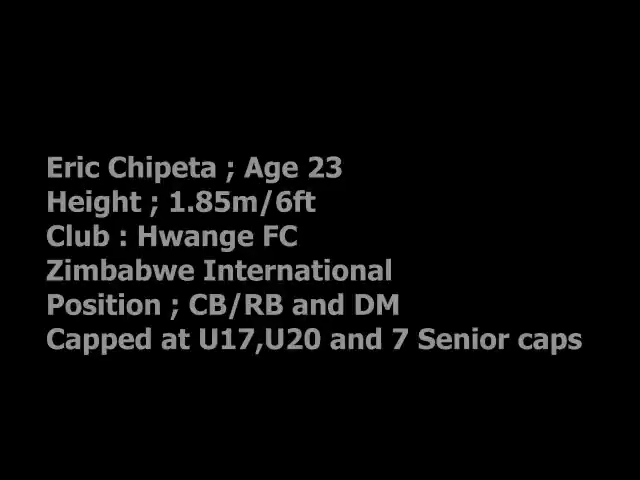 Eric Chipeta ; Age 23
Height ; 1.85m/6ft
Club : Hwange FC
Zimbabwe International
Position ; CB/RB and DM
Capped at U17,U20 and 7 Senior caps